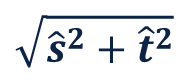 √(ŝ² + t̂²)